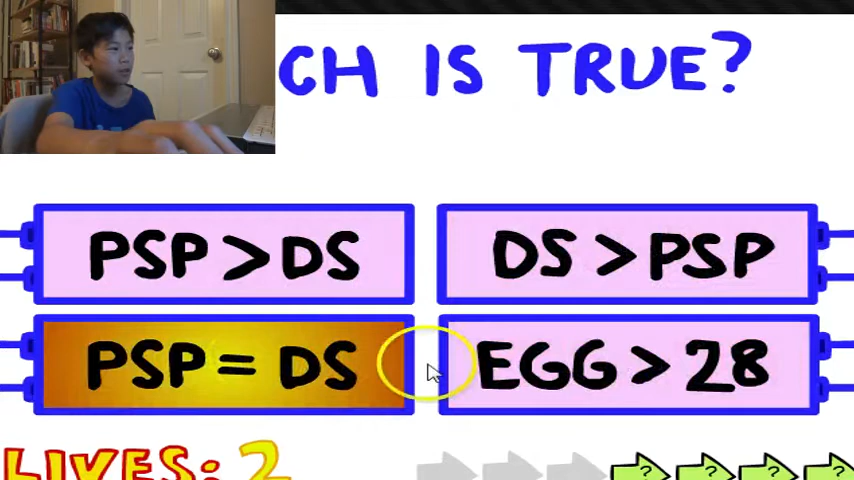 CH IS TRUE?
PSP > DS
DS > PSP
PSP = DS
EGG > 28
LIVES: 2
? ? ? ?